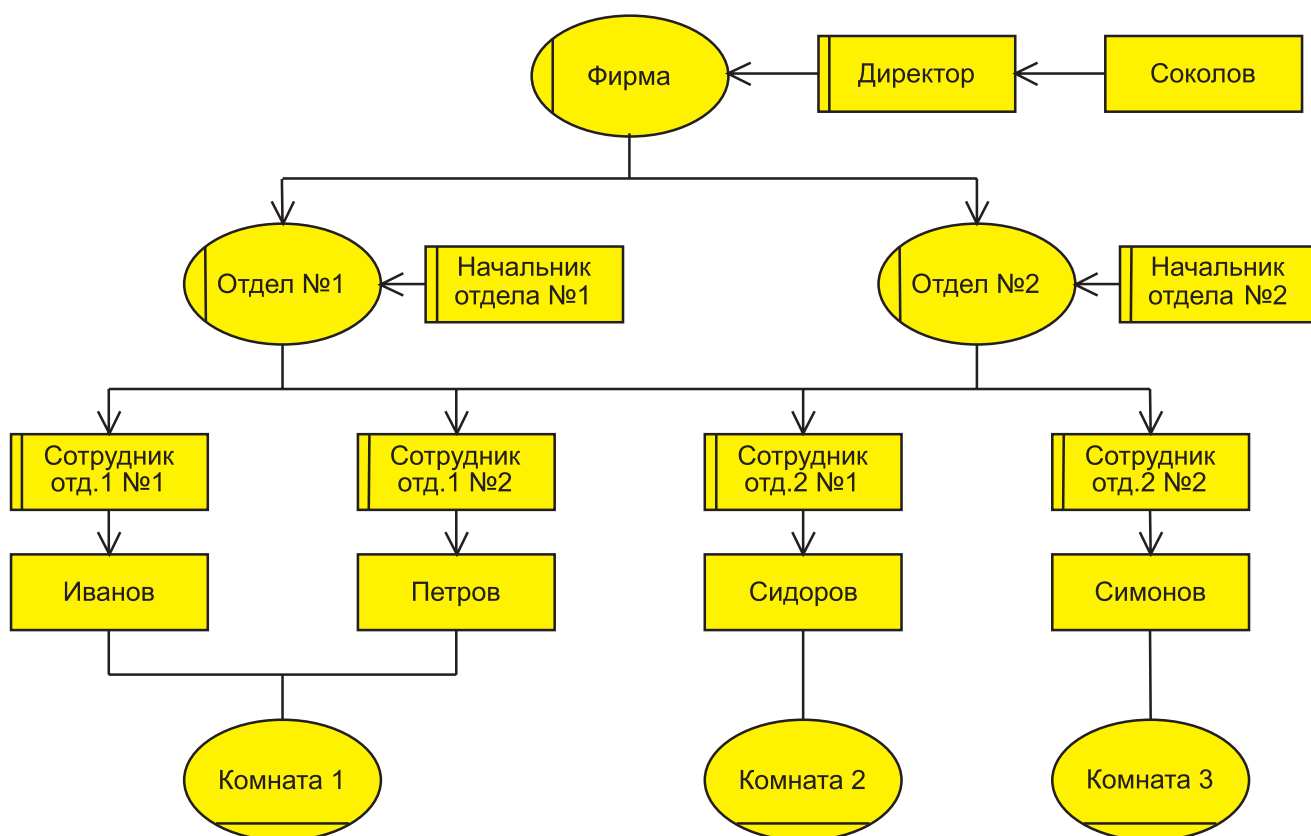 Фирма
Директор
Соколов
Отдел №1
Начальник
отдела №1
Отдел №2
Начальник
отдела №2
Сотрудник
отд.1 №1
Сотрудник
отд.1 №2
Сотрудник
отд.2 №1
Сотрудник
отд.2 №2
Иванов
Петров
Сидоров
Симонов
Комната 1
Комната 2
Комната 3